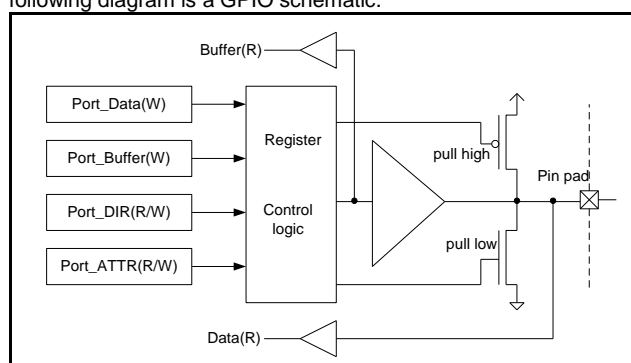 following diagram is a GPIO schematic.
Buffer(R)
Port_Data(W)
Port_Buffer(W)
Port_DIR(R/W)
Port_ATTR(R/W)
Register
Control
logic
pull high
Pin pad
pull low
Data(R)